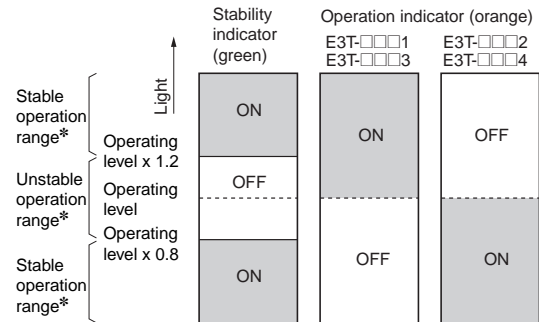 Stability
indicator
(green)
Operation indicator (orange)
E3T-□□□1
E3T-□□□3
E3T-□□□2
E3T-□□□4
Light
Stable
operation
range*
Operating
level x 1.2
Unstable
operation
range*
Operating
level
Operating
level x 0.8
Stable
operation
range*
ON
OFF
ON
ON
OFF
OFF
ON